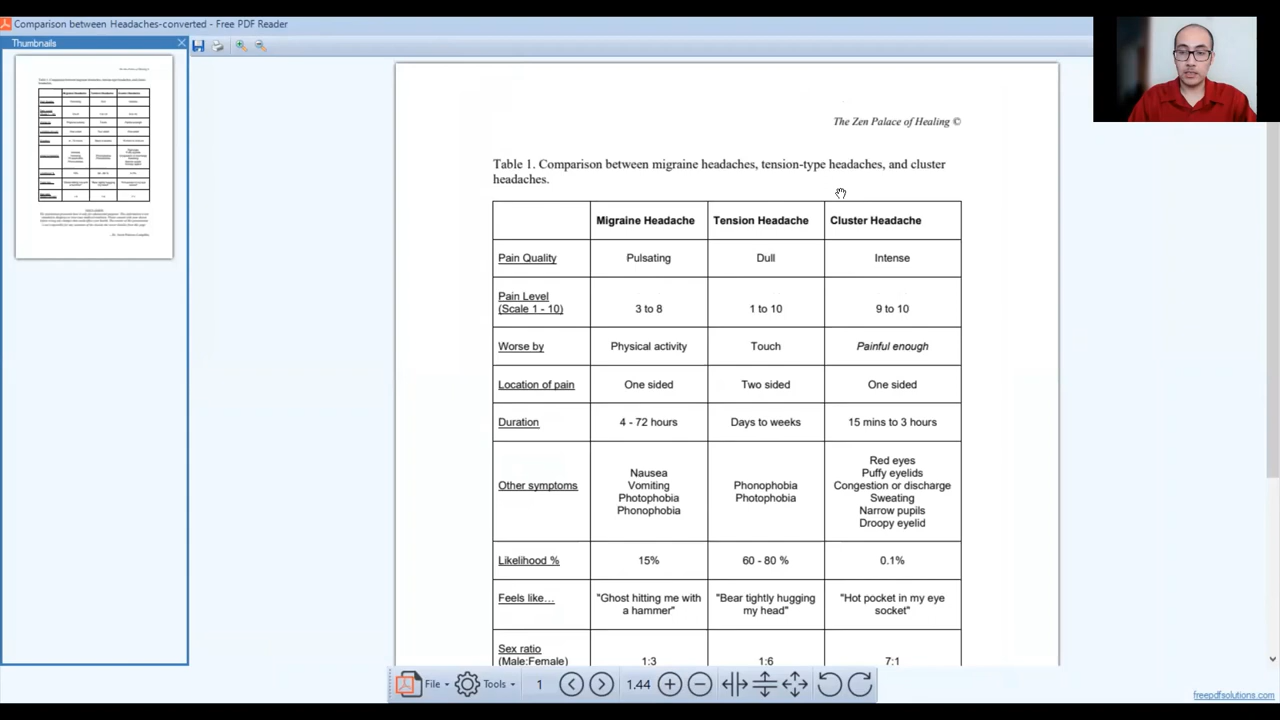 Comparison between Headaches-converted - Free PDF Reader
Thumbnails
The Zen Palace of Healing ©
Table 1. Comparison between migraine headaches, tension-type headaches, and cluster
headaches.
Migraine Headache Tension Headache Cluster Headache
Pain Quality Pulsating Dull Intense
Pain Level
(Scale 1 - 10) 3 to 8 1 to 10 9 to 10
Worse by Physical activity Touch Painful enough
Location of pain One sided Two sided One sided
Duration 4 - 72 hours Days to weeks 15 mins to 3 hours
Other symptoms
Nausea
Vomiting
Photophobia
Phonophobia
Phonophobia
Photophobia
Red eyes
Puffy eyelids
Congestion or discharge
Sweating
Narrow pupils
Droopy eyelid
Likelihood % 15% 60 - 80 % 0.1%
Feels like…
"Ghost hitting me with
a hammer"
"Bear tightly hugging
my head"
"Hot pocket in my eye
socket"
Sex ratio
(Male:Female) 1:3 1:6 7:1
File Tools 1 1.44
freepdfsolutions.com